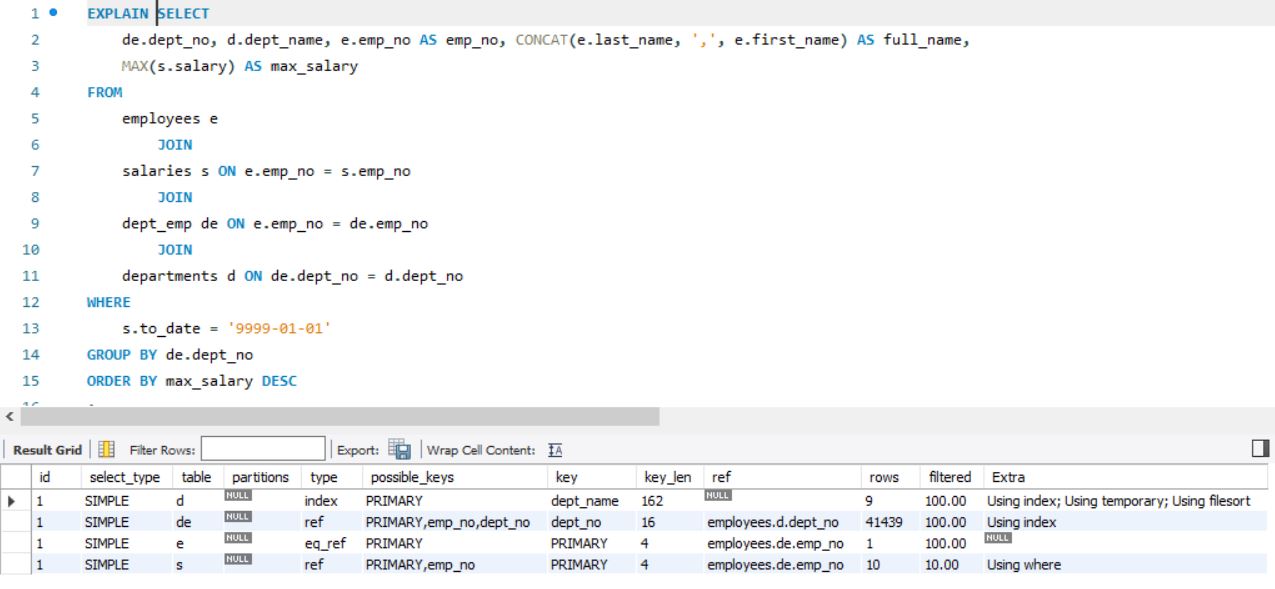 1 EXPLAIN SELECT
2 de.dept_no, d.dept_name, e.emp_no AS emp_no, CONCAT(e.last_name, ',', e.first_name) AS full_name,
3 MAX(s.salary) AS max_salary
4 FROM
5 employees e
6 JOIN
7 salaries s ON e.emp_no = s.emp_no
8 JOIN
9 dept_emp de ON e.emp_no = de.emp_no
10 JOIN
11 departments d ON de.dept_no = d.dept_no
12 WHERE
13 s.to_date = '9999-01-01'
14 GROUP BY de.dept_no
15 ORDER BY max_salary DESC
Result Grid Filter Rows: Export: Wrap Cell Content:
id select_type table partitions type possible_keys key key_len ref rows filtered Extra
1 SIMPLE d NULL index PRIMARY dept_name 162 NULL 9 100.00 Using index; Using temporary; Using filesort
1 SIMPLE de NULL ref PRIMARY,emp_no,dept_no dept_no 16 employees.d.dept_no 41439 100.00 Using index
1 SIMPLE e NULL eq_ref PRIMARY PRIMARY 4 employees.de.emp_no 1 100.00 NULL
1 SIMPLE s NULL ref PRIMARY,emp_no PRIMARY 4 employees.de.emp_no 10 10.00 Using where